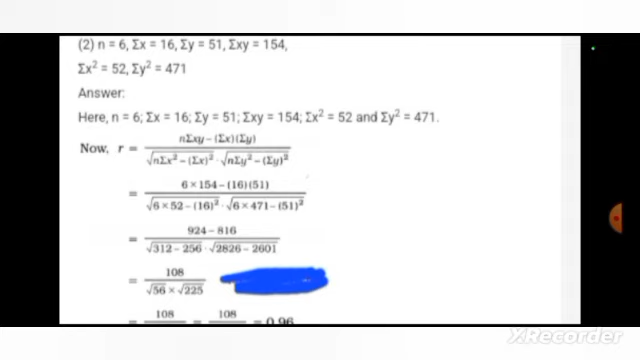 (2) n = 6, Σx = 16, Σy = 51, Σxy = 154,
Σx² = 52, Σy² = 471
Answer:
Here, n = 6; Σx = 16; Σy = 51; Σxy = 154; Σx² = 52 and Σy² = 471.
Now, r = (nΣxy − (Σx)(Σy)) / (√(nΣx² − (Σx)²) · √(nΣy² − (Σy)²))
= (6 × 154 − (16)(51)) / (√(6 × 52 − (16)²) · √(6 × 471 − (51)²))
= (924 − 816) / (√(312 − 256) · √(2826 − 2601))
= 108 / (√56 × √225)
= 108 = 108 = 0.96
XRecorder